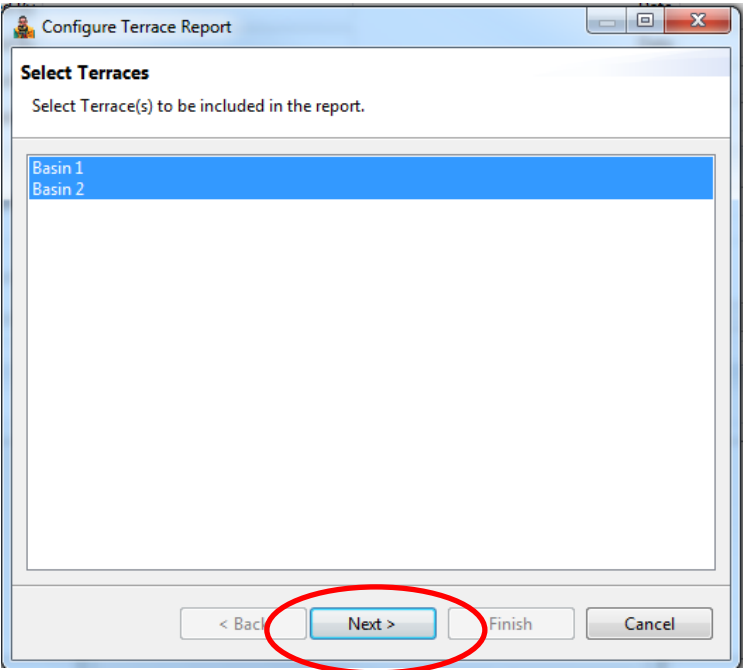 Configure Terrace Report
Select Terraces
Select Terrace(s) to be included in the report.
Basin 1
Basin 2
< Back Next > Finish Cancel